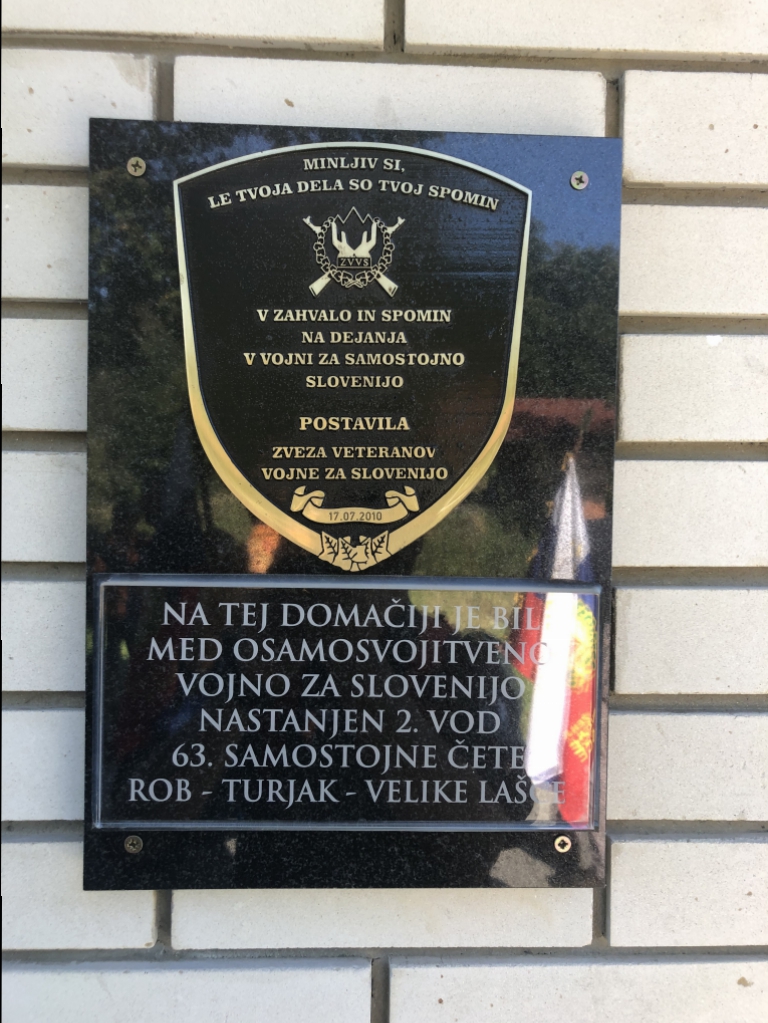 MINLJIV SI,
LE TVOJA DELA SO TVOJ SPOMIN
ZVVS
V ZAHVALO IN SPOMIN
NA DEJANJA
V VOJNI ZA SAMOSTOJNO
SLOVENIJO
POSTAVILA
ZVEZA VETERANOV
VOJNE ZA SLOVENIJO
17.07.2010
NA TEJ DOMAČIJI JE BIL
MED OSAMOSVOJITVENO
VOJNO ZA SLOVENIJO
NASTANJEN 2. VOD
63. SAMOSTOJNE ČETE
ROB - TURJAK - VELIKE LAŠČE